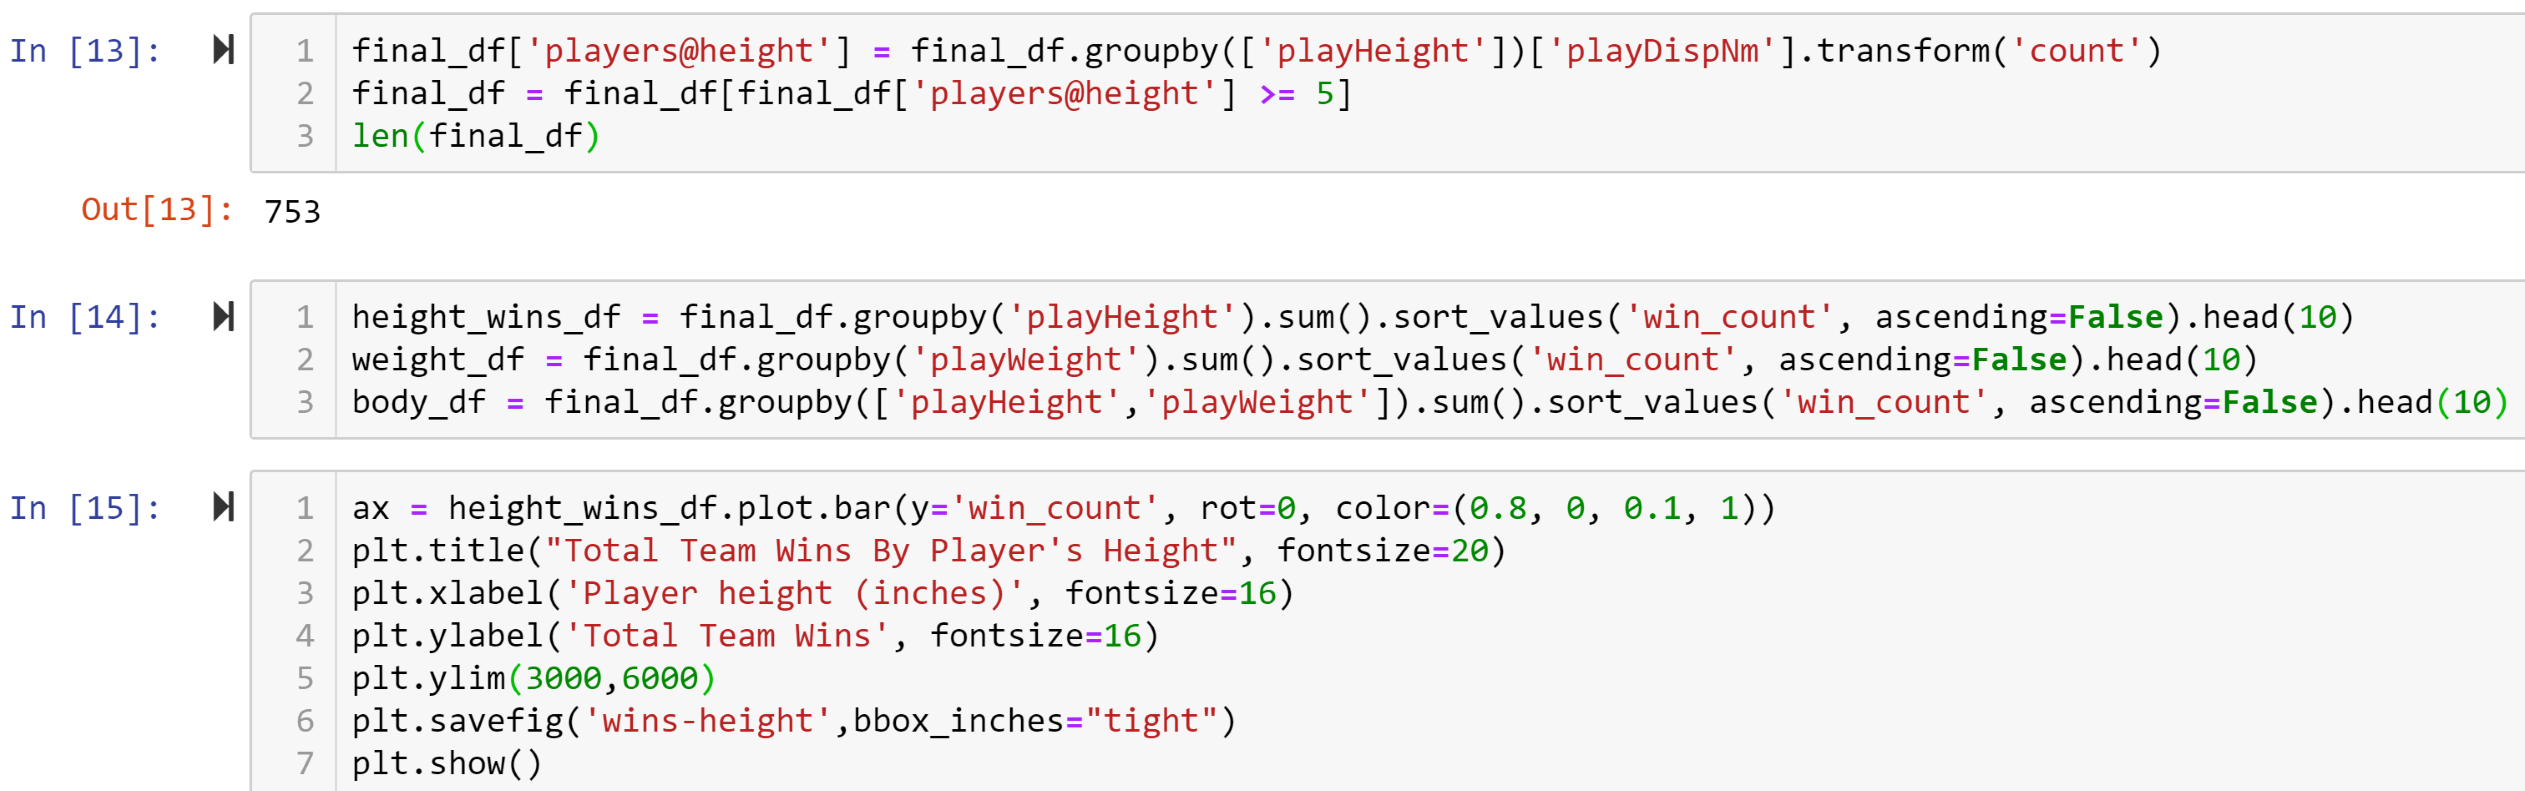 In [13]:
1 final_df['players@height'] = final_df.groupby(['playHeight'])['playDispNm'].transform('count')
2 final_df = final_df[final_df['players@height'] >= 5]
3 len(final_df)
Out[13]: 753
In [14]:
1 height_wins_df = final_df.groupby('playHeight').sum().sort_values('win_count', ascending=False).head(10)
2 weight_df = final_df.groupby('playWeight').sum().sort_values('win_count', ascending=False).head(10)
3 body_df = final_df.groupby(['playHeight','playWeight']).sum().sort_values('win_count', ascending=False).head(10)
In [15]:
1 ax = height_wins_df.plot.bar(y='win_count', rot=0, color=(0.8, 0, 0.1, 1))
2 plt.title("Total Team Wins By Player's Height", fontsize=20)
3 plt.xlabel('Player height (inches)', fontsize=16)
4 plt.ylabel('Total Team Wins', fontsize=16)
5 plt.ylim(3000,6000)
6 plt.savefig('wins-height',bbox_inches="tight")
7 plt.show()